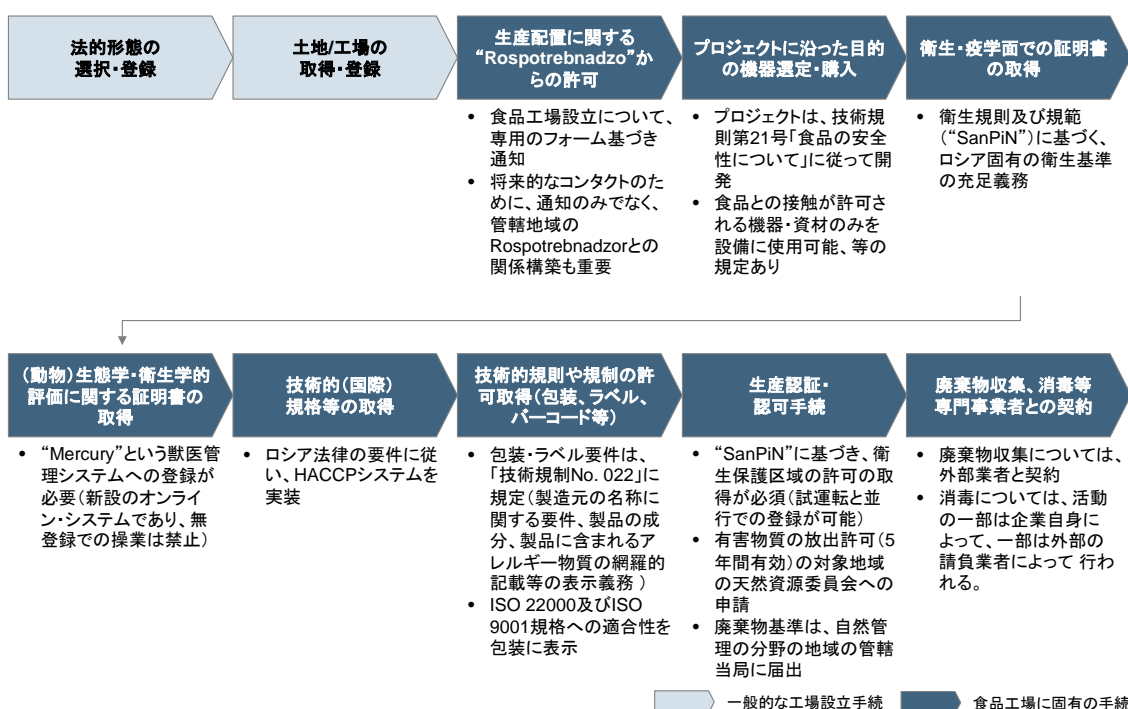 法的形態の
選択・登録
土地/工場の
取得・登録
生産配置に関する
“Rospotrebnadzo”か
らの許可
プロジェクトに沿った目的
の機器選定・購入
衛生・疫学面での証明書
の取得
• 食品工場設立について、
専用のフォーム基づき
通知
• 将来的なコンタクトのた
めに、通知のみでなく、
管轄地域の
Rospotrebnadzorとの
関係構築も重要
• プロジェクトは、技術規
則第21号「食品の安全
性について」に従って開
発
• 食品との接触が許可さ
れる機器・資材のみを
設備に使用可能、等の
規定あり
• 衛生規則及び規範
(“SanPiN”)に基づく、
ロシア固有の衛生基準
の充足義務
(動物)生態学・衛生学的
評価に関する証明書の
取得
技術的(国際)
規格等の取得
技術的規則や規制の許
可取得(包装、ラベル、
バーコード等)
生産認証・
認可手続
廃棄物収集、消毒等
専門事業者との契約
• “Mercury”という獣医管
理システムへの登録が
必要(新設のオンライ
ン・システムであり、無
登録での操業は禁止)
• ロシア法律の要件に従
い、HACCPシステムを
実装
• 包装・ラベル要件は、
「技術規制No. 022」に
規定(製造元の名称に
関する要件、製品の成
分、製品に含まれるア
レルギー物質の網羅的
記載等の表示義務 )
• ISO 22000及びISO
9001規格への適合性を
包装に表示
• “SanPiN”に基づき、衛
生保護区域の許可の取
得が必須(試運転と並
行での登録が可能)
• 有害物質の放出許可(5
年間有効)の対象地域
の天然資源委員会への
申請
• 廃棄物基準は、自然管
理の分野の地域の管轄
当局に届出
• 廃棄物収集については、
外部業者と契約
• 消毒については、活動
の一部は企業自身に
よって、一部は外部の
請負業者によって 行わ
れる。
一般的な工場設立手続
食品工場に固有の手続